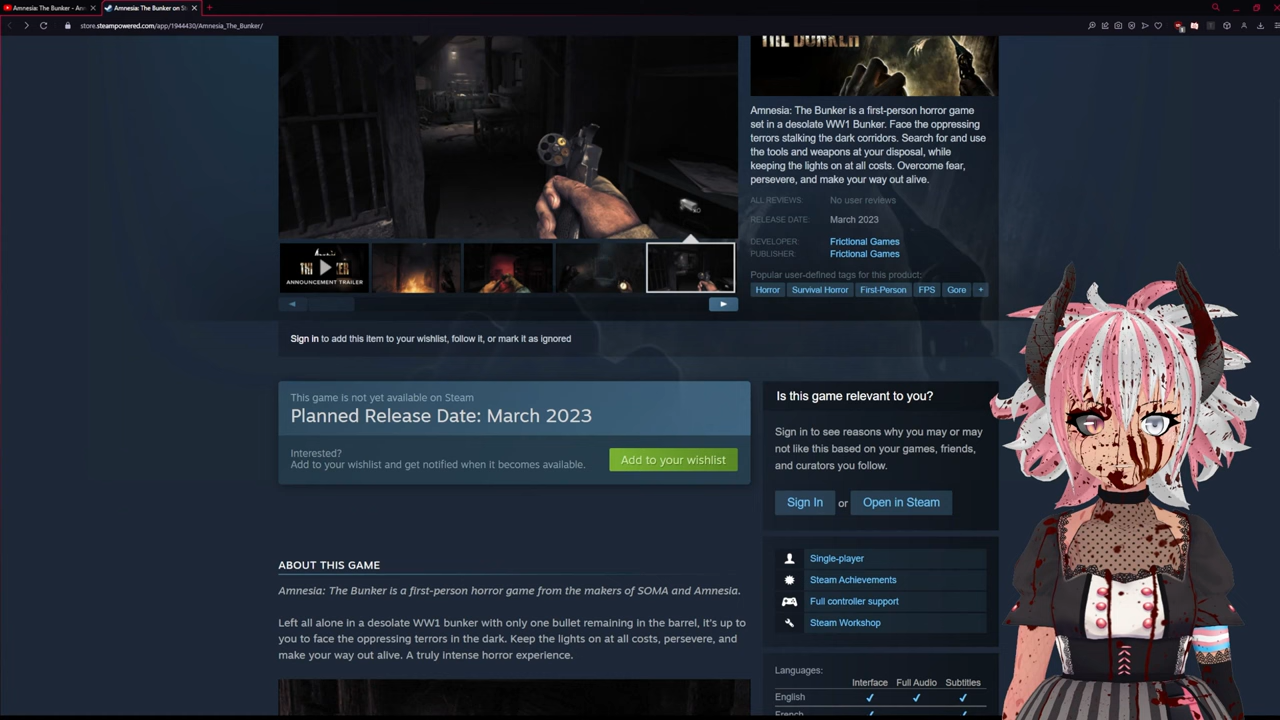 Amnesia: The Bunker - An
Amnesia: The Bunker on S
store.steampowered.com/app/1944430/Amnesia_The_Bunker/
THE BUNKER
Amnesia: The Bunker is a first-person horror game
set in a desolate WW1 Bunker. Face the oppressing
terrors stalking the dark corridors. Search for and use
the tools and weapons at your disposal, while
keeping the lights on at all costs. Overcome fear,
persevere, and make your way out alive.
ALL REVIEWS: No user reviews
RELEASE DATE: March 2023
DEVELOPER: Frictional Games
PUBLISHER: Frictional Games
Popular user-defined tags for this product:
Horror Survival Horror First-Person FPS Gore +
ANNOUNCEMENT TRAILER
Sign in to add this item to your wishlist, follow it, or mark it as ignored
This game is not yet available on Steam
Planned Release Date: March 2023
Interested?
Add to your wishlist and get notified when it becomes available.
Add to your wishlist
Is this game relevant to you?
Sign in to see reasons why you may or may
not like this based on your games, friends,
and curators you follow.
Sign In or Open in Steam
ABOUT THIS GAME
Amnesia: The Bunker is a first-person horror game from the makers of SOMA and Amnesia.
Left all alone in a desolate WW1 bunker with only one bullet remaining in the barrel, it's up to
you to face the oppressing terrors in the dark. Keep the lights on at all costs, persevere, and
make your way out alive. A truly intense horror experience.
Single-player
Steam Achievements
Full controller support
Steam Workshop
Languages:
Interface Full Audio Subtitles
English ✓ ✓ ✓
French